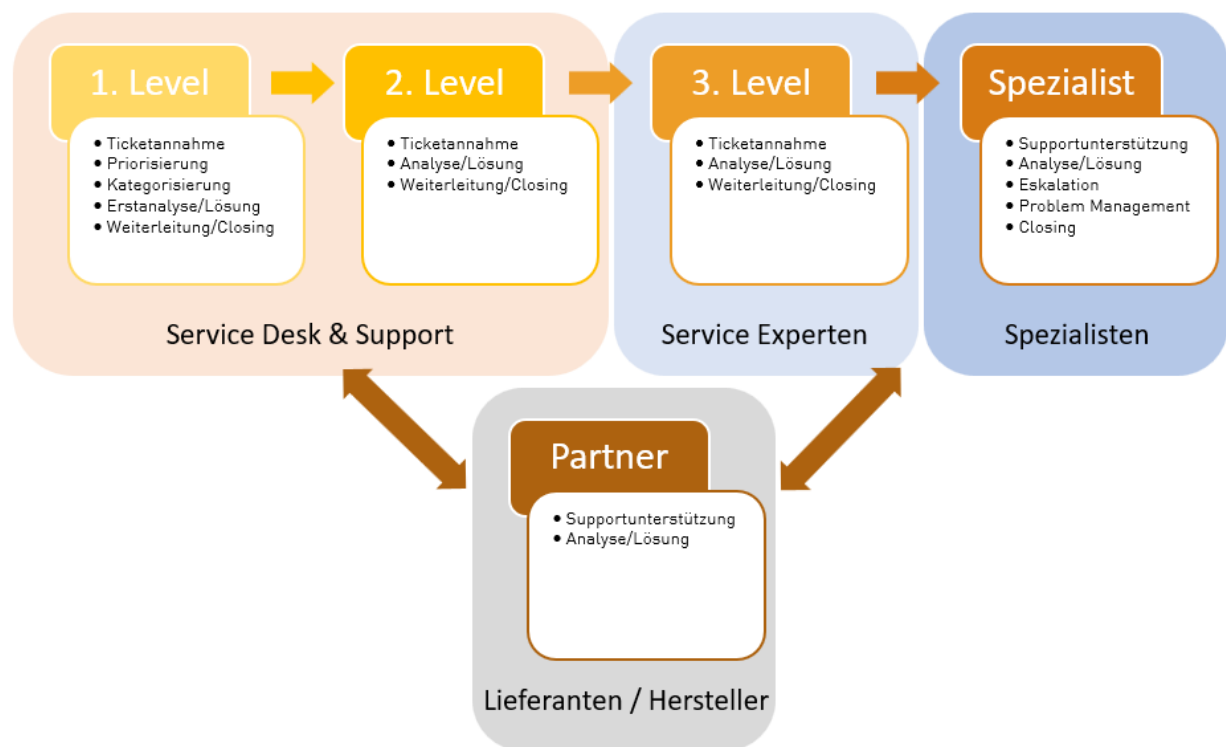 1. Level
• Ticketannahme
• Priorisierung
• Kategorisierung
• Erstanalyse/Lösung
• Weiterleitung/Closing
2. Level
• Ticketannahme
• Analyse/Lösung
• Weiterleitung/Closing
Service Desk & Support
3. Level
• Ticketannahme
• Analyse/Lösung
• Weiterleitung/Closing
Service Experten
Spezialist
• Supportunterstützung
• Analyse/Lösung
• Eskalation
• Problem Management
• Closing
Spezialisten
Partner
• Supportunterstützung
• Analyse/Lösung
Lieferanten / Hersteller